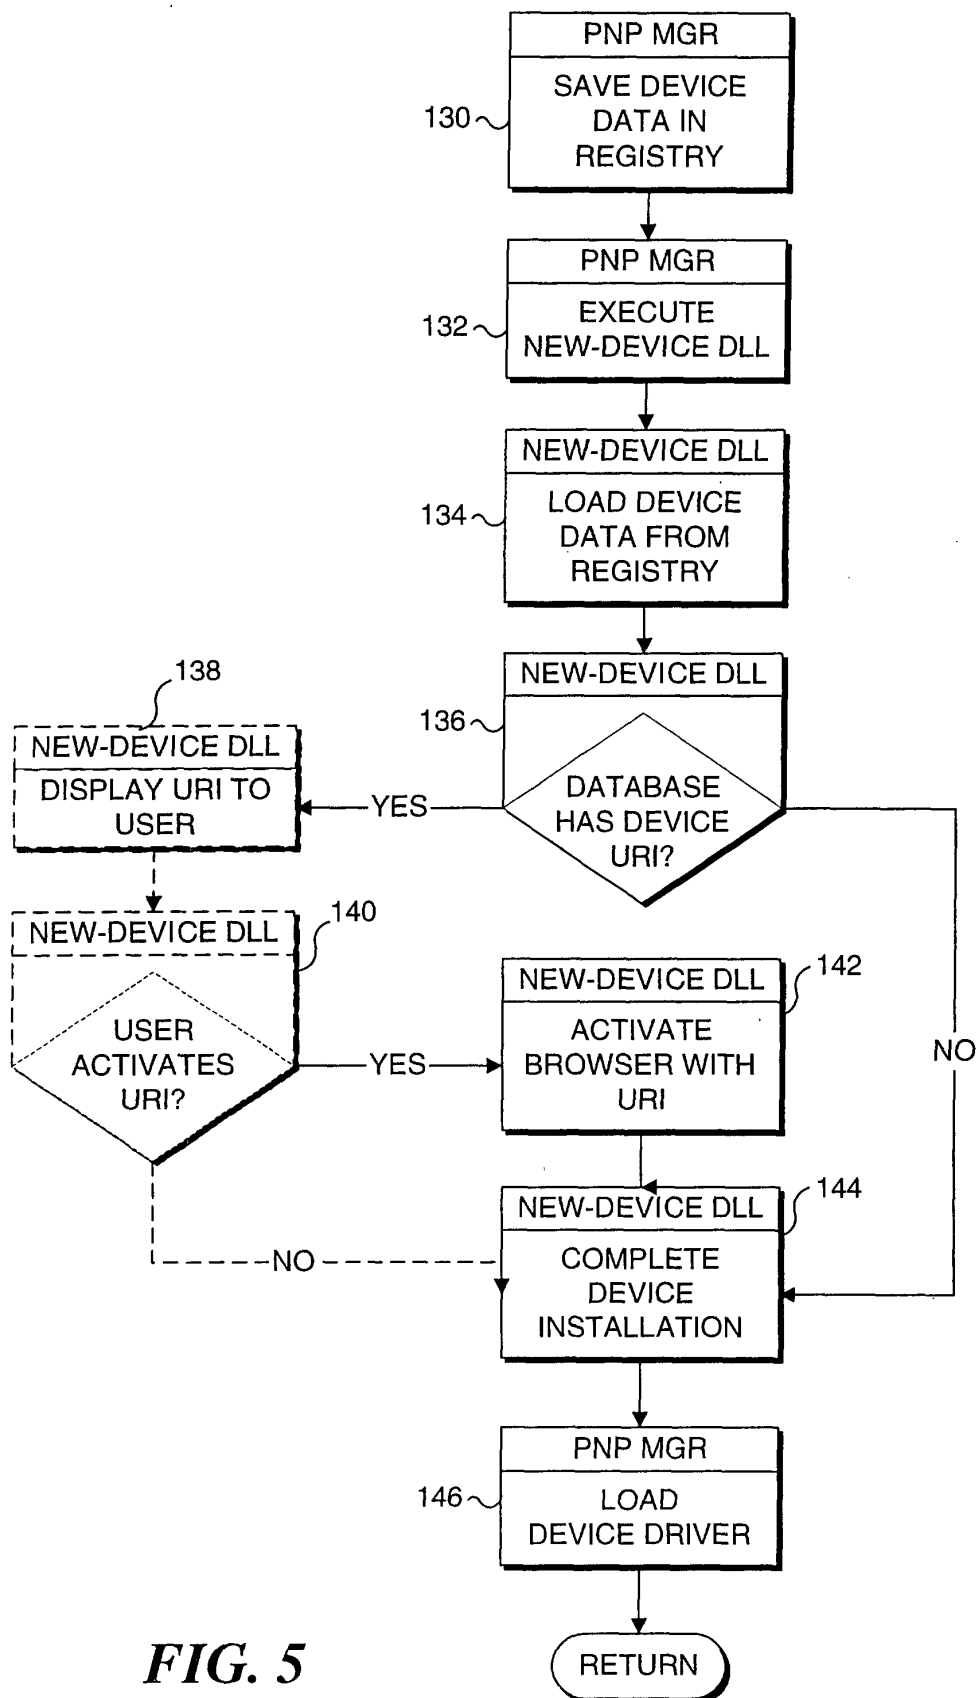 PNP MGR
130
SAVE DEVICE
DATA IN
REGISTRY
PNP MGR
132
EXECUTE
NEW-DEVICE DLL
NEW-DEVICE DLL
134
LOAD DEVICE
DATA FROM
REGISTRY
NEW-DEVICE DLL
136
DATABASE
HAS DEVICE
URI?
YES
NO
138
NEW-DEVICE DLL
DISPLAY URI TO
USER
140
NEW-DEVICE DLL
USER
ACTIVATES
URI?
YES
NO
142
NEW-DEVICE DLL
ACTIVATE
BROWSER WITH
URI
144
NEW-DEVICE DLL
COMPLETE
DEVICE
INSTALLATION
PNP MGR
146
LOAD
DEVICE DRIVER
RETURN
FIG. 5